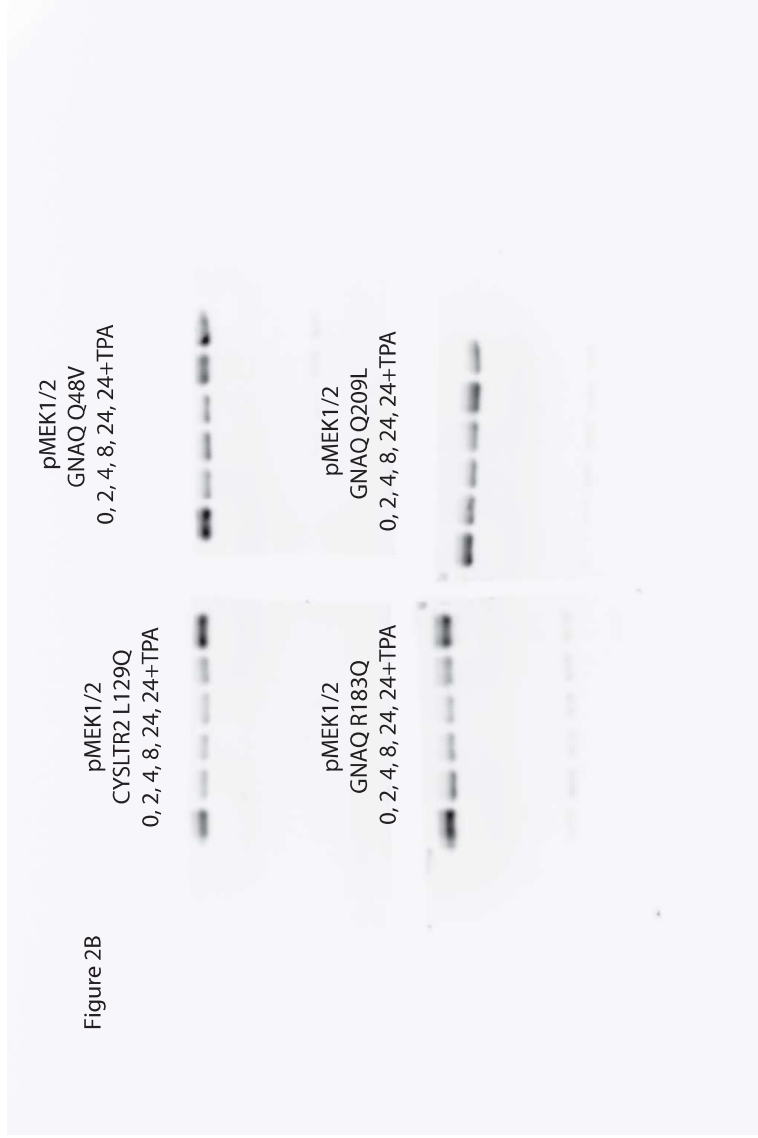 Figure 2B
pMEK1/2
CYSLTR2 L129Q
0, 2, 4, 8, 24, 24+TPA
pMEK1/2
GNAQ Q48V
0, 2, 4, 8, 24, 24+TPA
pMEK1/2
GNAQ R183Q
0, 2, 4, 8, 24, 24+TPA
pMEK1/2
GNAQ Q209L
0, 2, 4, 8, 24, 24+TPA